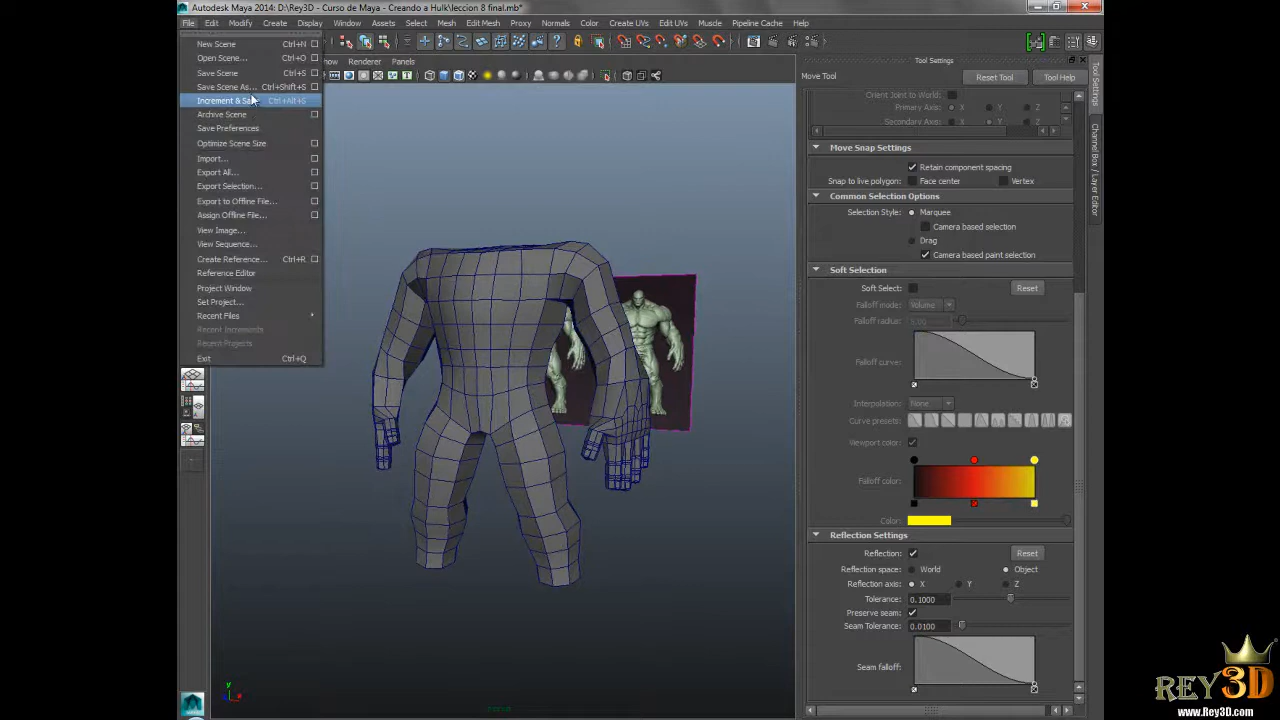 Autodesk Maya 2014: D:\Rey3D - Curso de Maya - Creando a Hulk\leccion 8 final.mb*
File Edit Modify Create Display Window Assets Select Mesh Edit Mesh Proxy Normals Color Create UVs Edit UVs Muscle Pipeline Cache Help
New Scene Ctrl+N
Open Scene... Ctrl+O
Save Scene Ctrl+S
Save Scene As... Ctrl+Shift+S
Increment & Save Ctrl+Alt+S
Archive Scene
Save Preferences
Optimize Scene Size
Import...
Export All...
Export Selection...
Export to Offline File...
Assign Offline File...
View Image...
View Sequence...
Create Reference... Ctrl+R
Reference Editor
Project Window
Set Project...
Recent Files
Recent Increments
Recent Projects
Exit Ctrl+Q
how Renderer Panels
y
x
persp
Tool Settings
Move Tool Reset Tool Tool Help
Orient Joint to World
Primary Axis: X Y Z
Secondary Axis: X Y Z
Move Snap Settings
Retain component spacing
Snap to live polygon: Face center Vertex
Common Selection Options
Selection Style: Marquee
Camera based selection
Drag
Camera based paint selection
Soft Selection
Soft Select: Reset
Falloff mode: Volume
Falloff radius: 5.00
Falloff curve:
Interpolation: None
Curve presets:
Viewport color:
Falloff color:
Color:
Reflection Settings
Reflection: Reset
Reflection space: World Object
Reflection axis: X Y Z
Tolerance: 0.1000
Preserve seam:
Seam Tolerance: 0.0100
Seam falloff:
Tool Settings
Channel Box / Layer Editor
REY3D
www.Rey3D.com